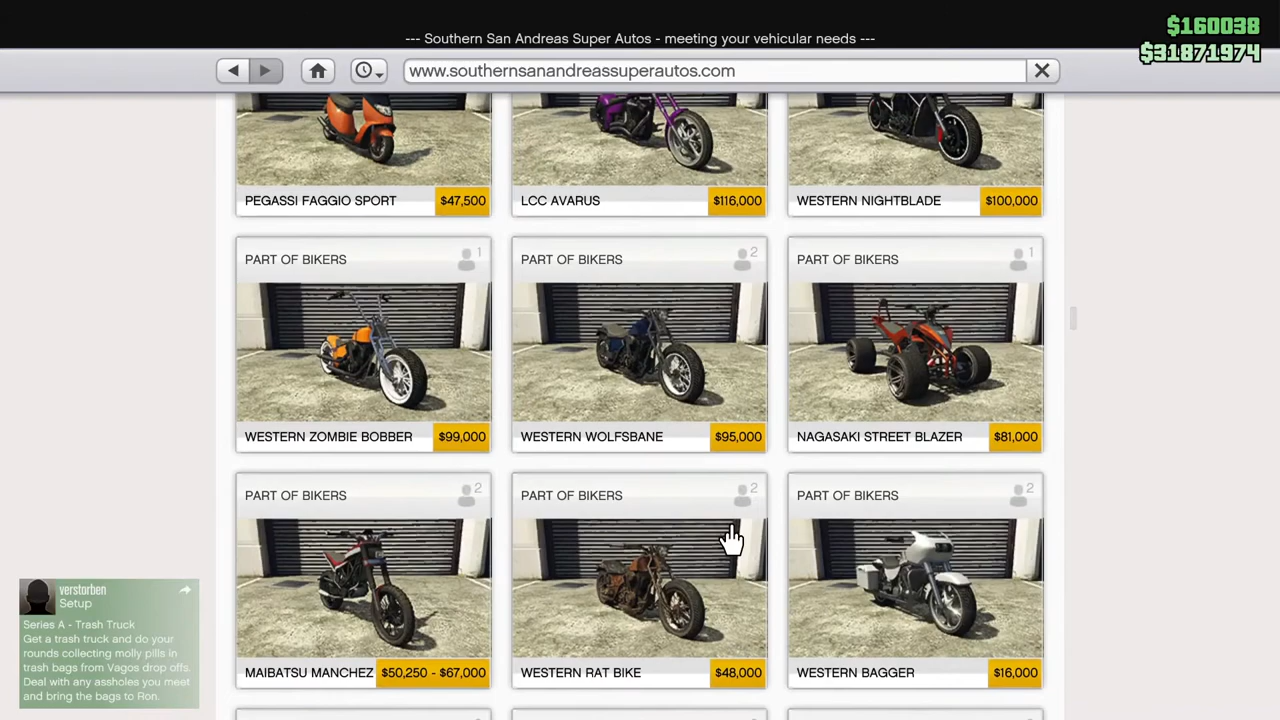 $160038
--- Southern San Andreas Super Autos - meeting your vehicular needs ---
$31871974
www.southernsanandreassuperautos.com
PEGASSI FAGGIO SPORT $47,500
LCC AVARUS $116,000
WESTERN NIGHTBLADE $100,000
PART OF BIKERS 1
PART OF BIKERS 2
PART OF BIKERS 1
WESTERN ZOMBIE BOBBER $99,000
WESTERN WOLFSBANE $95,000
NAGASAKI STREET BLAZER $81,000
PART OF BIKERS 2
PART OF BIKERS 2
PART OF BIKERS 2
MAIBATSU MANCHEZ $50,250 - $67,000
WESTERN RAT BIKE $48,000
WESTERN BAGGER $16,000
verstorben
Setup
Series A - Trash Truck
Get a trash truck and do your
rounds collecting molly pills in
trash bags from Vagos drop offs.
Deal with any assholes you meet
and bring the bags to Ron.